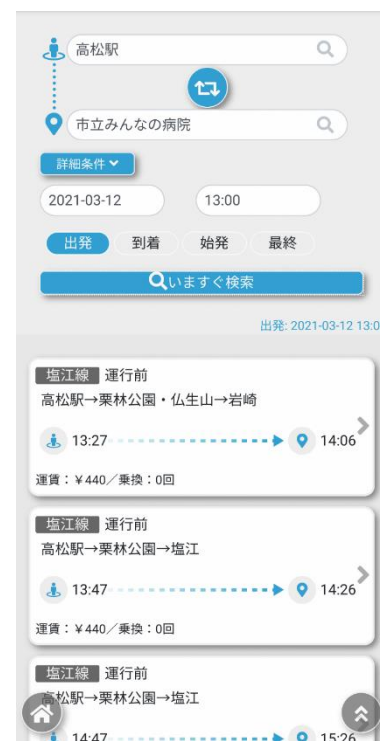 高松駅
市立みんなの病院
詳細条件
2021-03-12 13:00
出発 到着 始発 最終
いますぐ検索
出発: 2021-03-12 13:0
塩江線 運行前
高松駅→栗林公園・仏生山→岩崎
13:27 14:06
運賃：￥440／乗換：0回
塩江線 運行前
高松駅→栗林公園→塩江
13:47 14:26
運賃：￥440／乗換：0回
塩江線 運行前
高松駅→栗林公園→塩江
14:47 15:26